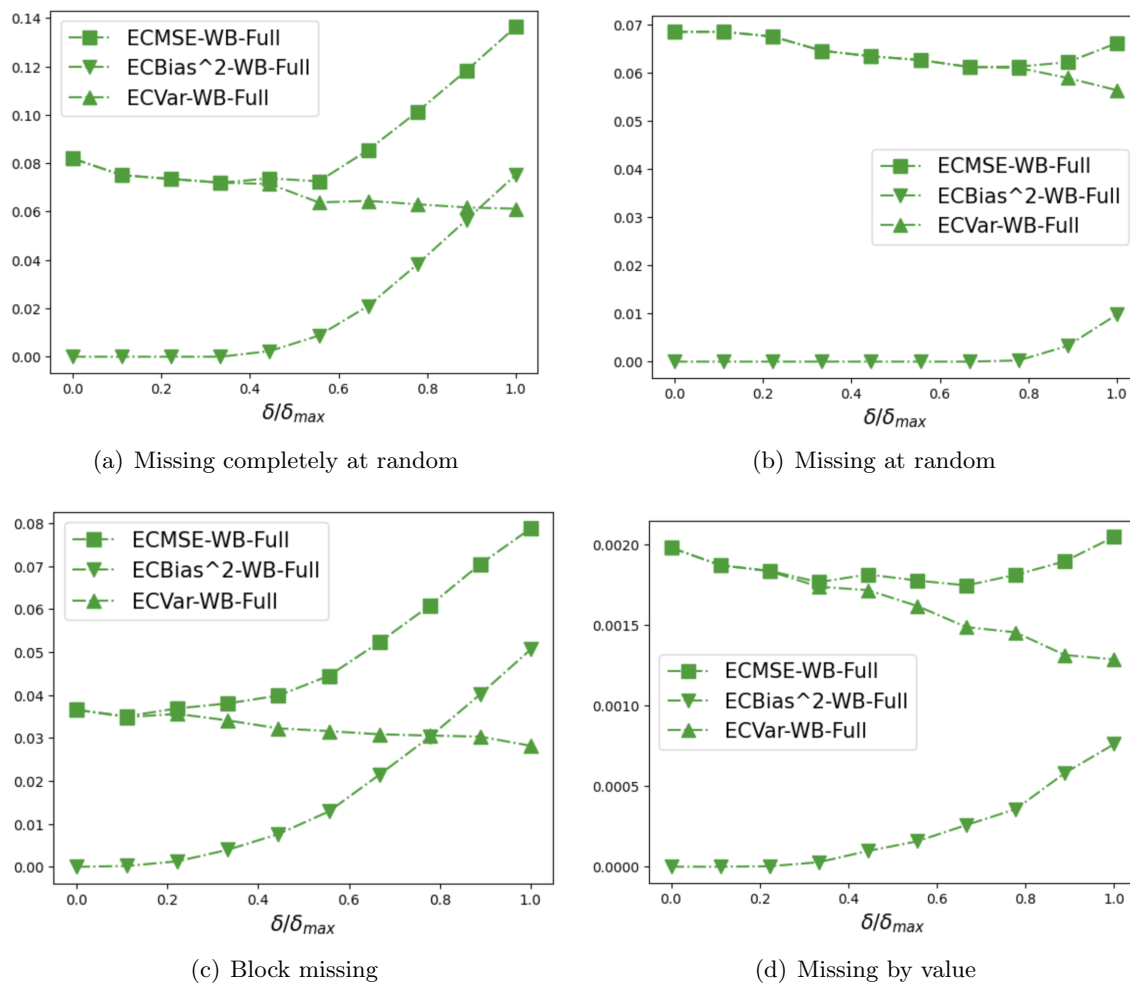 0.14
0.12
0.10
0.08
0.06
0.04
0.02
0.00
ECMSE-WB-Full
ECBias^2-WB-Full
ECVar-WB-Full
0.0 0.2 0.4 0.6 0.8 1.0
δ/δmax
(a) Missing completely at random
0.07
0.06
0.05
0.04
0.03
0.02
0.01
0.00
ECMSE-WB-Full
ECBias^2-WB-Full
ECVar-WB-Full
0.0 0.2 0.4 0.6 0.8 1.0
δ/δmax
(b) Missing at random
0.08
0.07
0.06
0.05
0.04
0.03
0.02
0.01
0.00
ECMSE-WB-Full
ECBias^2-WB-Full
ECVar-WB-Full
0.0 0.2 0.4 0.6 0.8 1.0
δ/δmax
(c) Block missing
0.0020
0.0015
0.0010
0.0005
0.0000
ECMSE-WB-Full
ECBias^2-WB-Full
ECVar-WB-Full
0.0 0.2 0.4 0.6 0.8 1.0
δ/δmax
(d) Missing by value